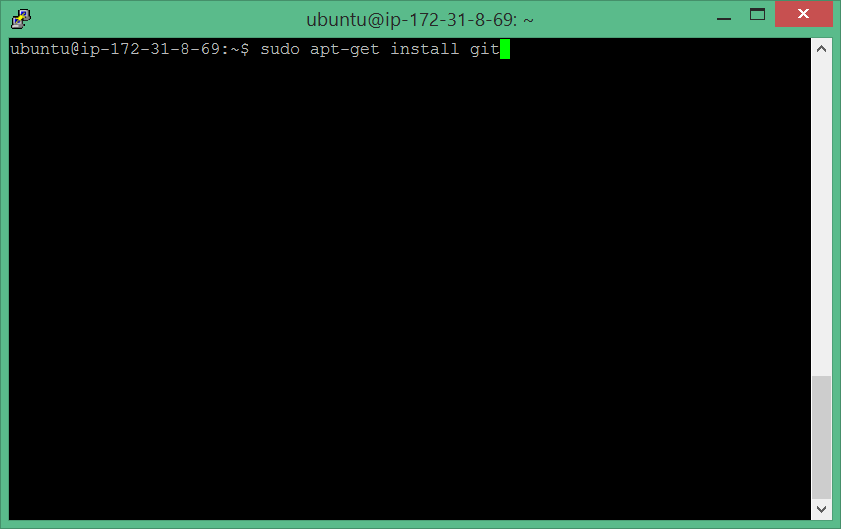 ubuntu@ip-172-31-8-69: ~
ubuntu@ip-172-31-8-69:~$ sudo apt-get install git